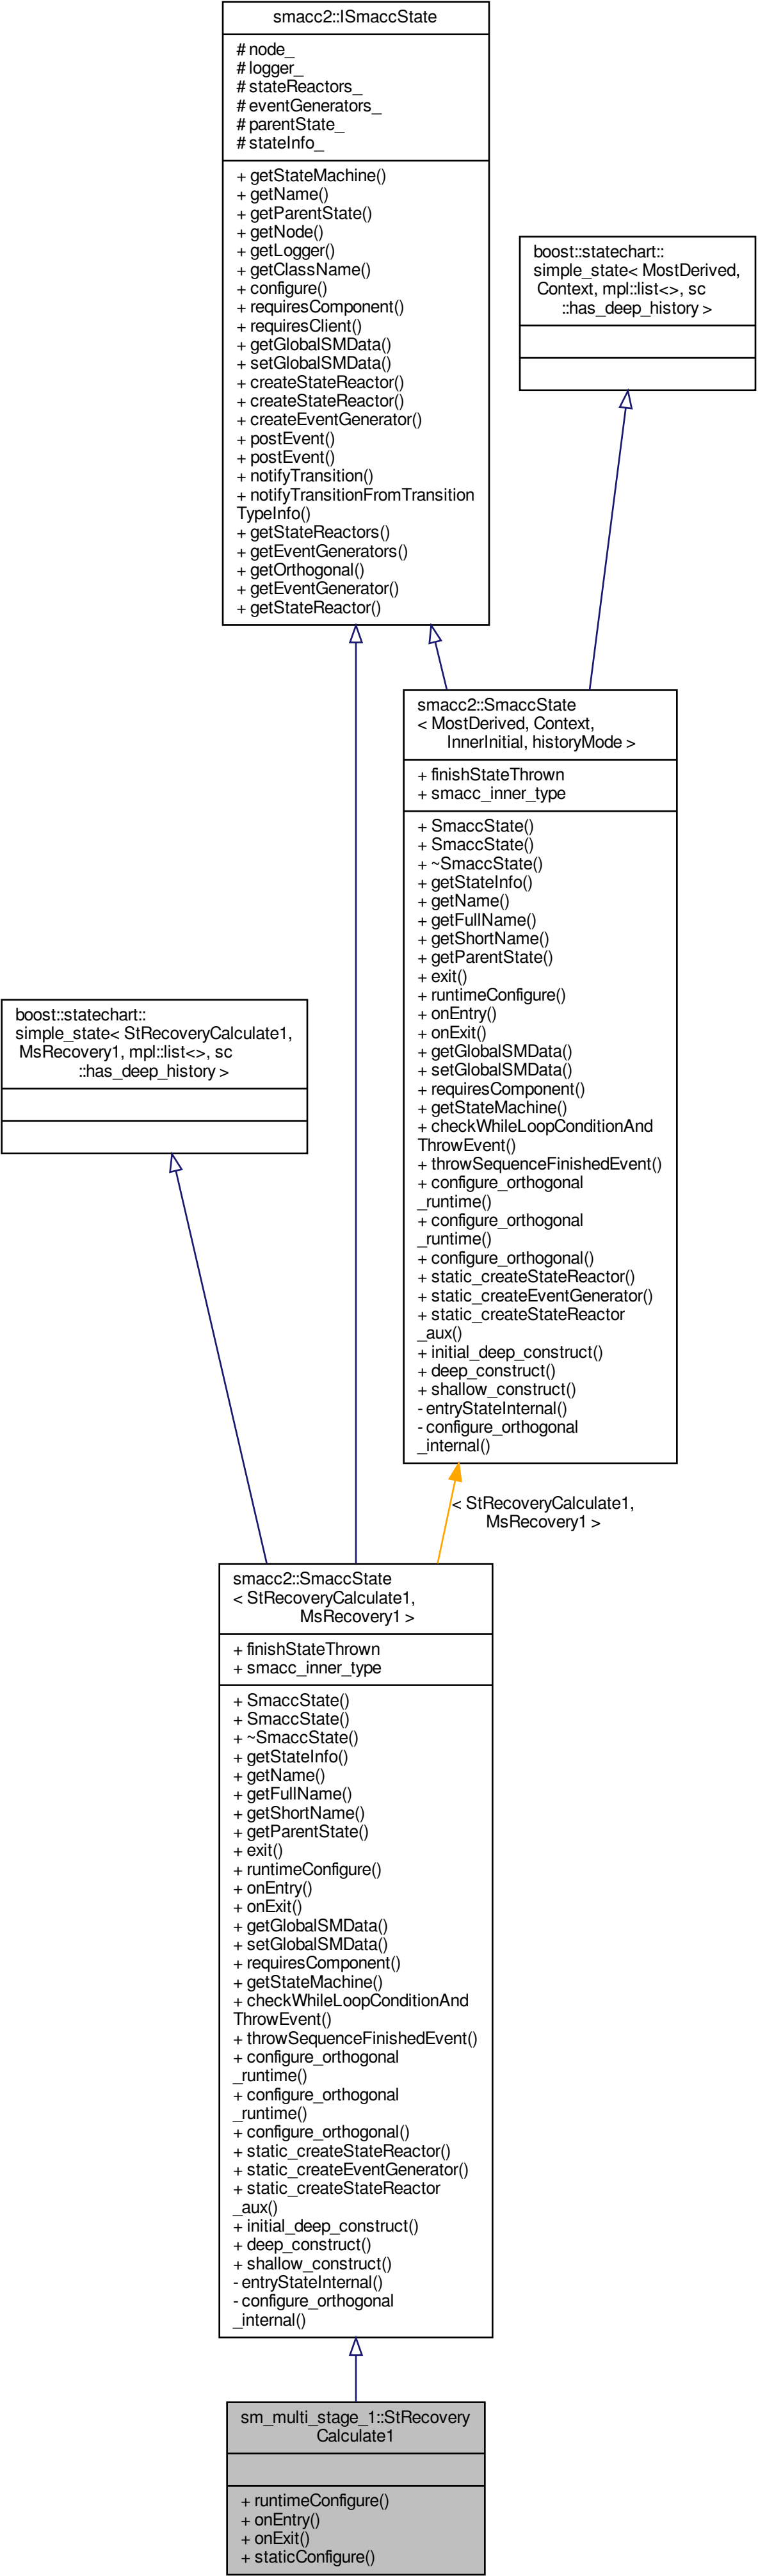 smacc2::ISmaccState
# node_
# logger_
# stateReactors_
# eventGenerators_
# parentState_
# stateInfo_
+ getStateMachine()
+ getName()
+ getParentState()
+ getNode()
+ getLogger()
+ getClassName()
+ configure()
+ requiresComponent()
+ requiresClient()
+ getGlobalSMData()
+ setGlobalSMData()
+ createStateReactor()
+ createStateReactor()
+ createEventGenerator()
+ postEvent()
+ postEvent()
+ notifyTransition()
+ notifyTransitionFromTransition
TypeInfo()
+ getStateReactors()
+ getEventGenerators()
+ getOrthogonal()
+ getEventGenerator()
+ getStateReactor()
boost::statechart::
simple_state< MostDerived,
Context, mpl::list<>, sc
::has_deep_history >
smacc2::SmaccState
< MostDerived, Context,
InnerInitial, historyMode >
+ finishStateThrown
+ smacc_inner_type
+ SmaccState()
+ SmaccState()
+ ~SmaccState()
+ getStateInfo()
+ getName()
+ getFullName()
+ getShortName()
+ getParentState()
+ exit()
+ runtimeConfigure()
+ onEntry()
+ onExit()
+ getGlobalSMData()
+ setGlobalSMData()
+ requiresComponent()
+ getStateMachine()
+ checkWhileLoopConditionAnd
ThrowEvent()
+ throwSequenceFinishedEvent()
+ configure_orthogonal
_runtime()
+ configure_orthogonal
_runtime()
+ configure_orthogonal()
+ static_createStateReactor()
+ static_createEventGenerator()
+ static_createStateReactor
_aux()
+ initial_deep_construct()
+ deep_construct()
+ shallow_construct()
- entryStateInternal()
- configure_orthogonal
_internal()
boost::statechart::
simple_state< StRecoveryCalculate1,
MsRecovery1, mpl::list<>, sc
::has_deep_history >
< StRecoveryCalculate1,
MsRecovery1 >
smacc2::SmaccState
< StRecoveryCalculate1,
MsRecovery1 >
+ finishStateThrown
+ smacc_inner_type
+ SmaccState()
+ SmaccState()
+ ~SmaccState()
+ getStateInfo()
+ getName()
+ getFullName()
+ getShortName()
+ getParentState()
+ exit()
+ runtimeConfigure()
+ onEntry()
+ onExit()
+ getGlobalSMData()
+ setGlobalSMData()
+ requiresComponent()
+ getStateMachine()
+ checkWhileLoopConditionAnd
ThrowEvent()
+ throwSequenceFinishedEvent()
+ configure_orthogonal
_runtime()
+ configure_orthogonal
_runtime()
+ configure_orthogonal()
+ static_createStateReactor()
+ static_createEventGenerator()
+ static_createStateReactor
_aux()
+ initial_deep_construct()
+ deep_construct()
+ shallow_construct()
- entryStateInternal()
- configure_orthogonal
_internal()
sm_multi_stage_1::StRecovery
Calculate1
+ runtimeConfigure()
+ onEntry()
+ onExit()
+ staticConfigure()